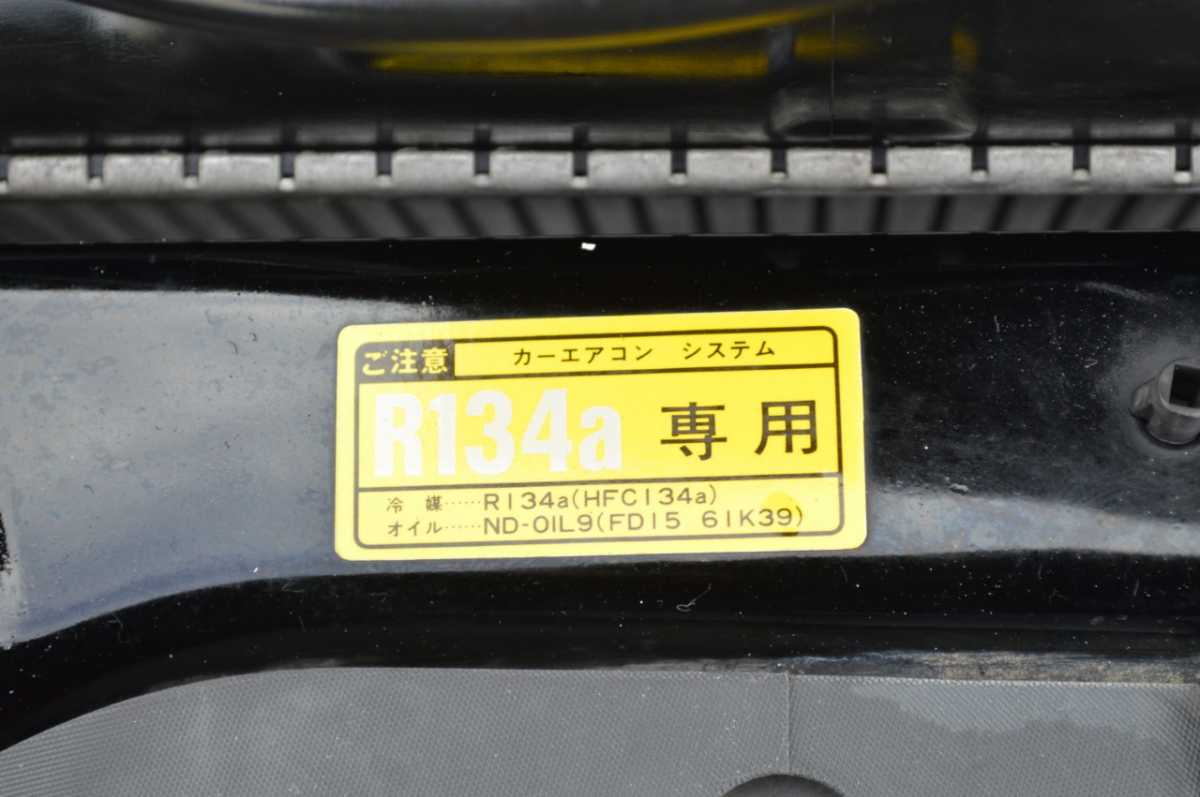 ご注意 カーエアコン システム
R134a 専用
冷媒……R134a(HFC134a)
オイル……ND-OIL9(FD15 61K39)